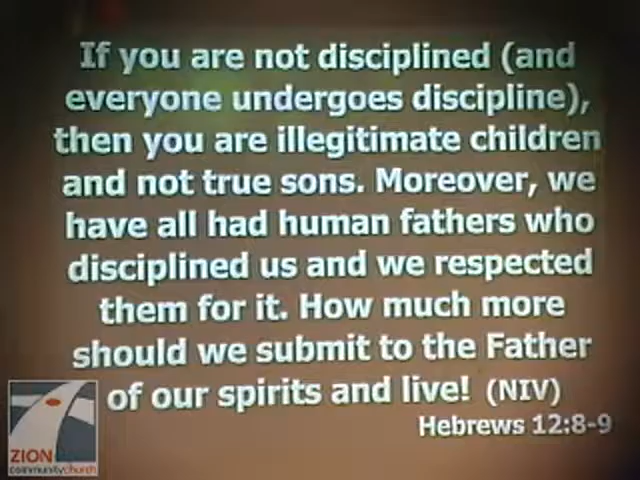 If you are not disciplined (and
everyone undergoes discipline),
then you are illegitimate children
and not true sons. Moreover, we
have all had human fathers who
disciplined us and we respected
them for it. How much more
should we submit to the Father
of our spirits and live! (NIV)
Hebrews 12:8-9
ZION
communitychurch